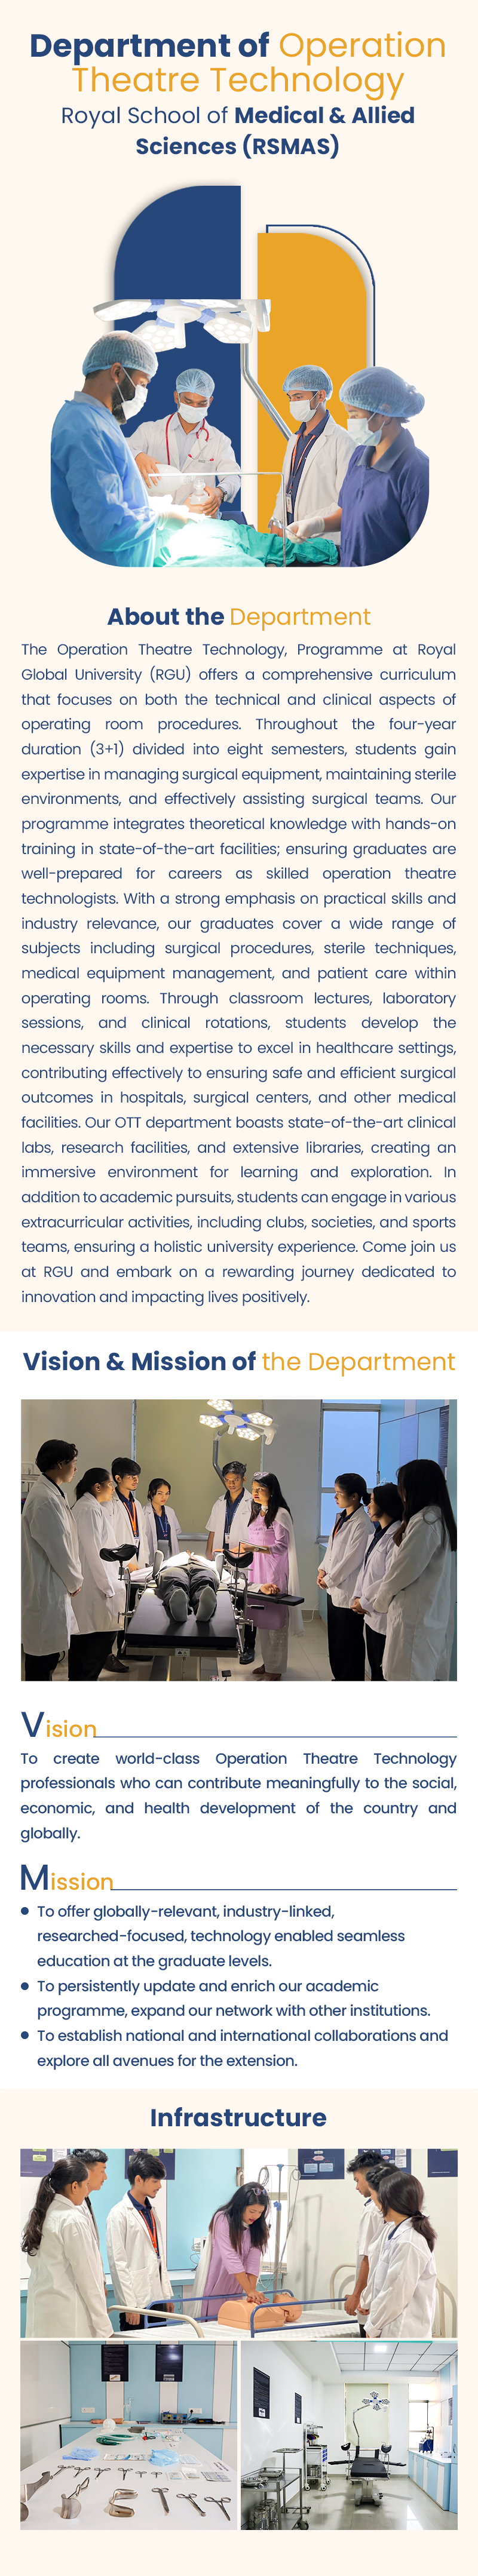 Department of Operation
Theatre Technology
Royal School of Medical & Allied
Sciences (RSMAS)
About the Department
The Operation Theatre Technology, Programme at Royal
Global University (RGU) offers a comprehensive curriculum
that focuses on both the technical and clinical aspects of
operating room procedures. Throughout the four-year
duration (3+1) divided into eight semesters, students gain
expertise in managing surgical equipment, maintaining sterile
environments, and effectively assisting surgical teams. Our
programme integrates theoretical knowledge with hands-on
training in state-of-the-art facilities; ensuring graduates are
well-prepared for careers as skilled operation theatre
technologists. With a strong emphasis on practical skills and
industry relevance, our graduates cover a wide range of
subjects including surgical procedures, sterile techniques,
medical equipment management, and patient care within
operating rooms. Through classroom lectures, laboratory
sessions, and clinical rotations, students develop the
necessary skills and expertise to excel in healthcare settings,
contributing effectively to ensuring safe and efficient surgical
outcomes in hospitals, surgical centers, and other medical
facilities. Our OTT department boasts state-of-the-art clinical
labs, research facilities, and extensive libraries, creating an
immersive environment for learning and exploration. In
addition to academic pursuits, students can engage in various
extracurricular activities, including clubs, societies, and sports
teams, ensuring a holistic university experience. Come join us
at RGU and embark on a rewarding journey dedicated to
innovation and impacting lives positively.
Vision & Mission of the Department
Vision
To create world-class Operation Theatre Technology
professionals who can contribute meaningfully to the social,
economic, and health development of the country and
globally.
Mission
• To offer globally-relevant, industry-linked,
researched-focused, technology enabled seamless
education at the graduate levels.
• To persistently update and enrich our academic
programme, expand our network with other institutions.
• To establish national and international collaborations and
explore all avenues for the extension.
Infrastructure